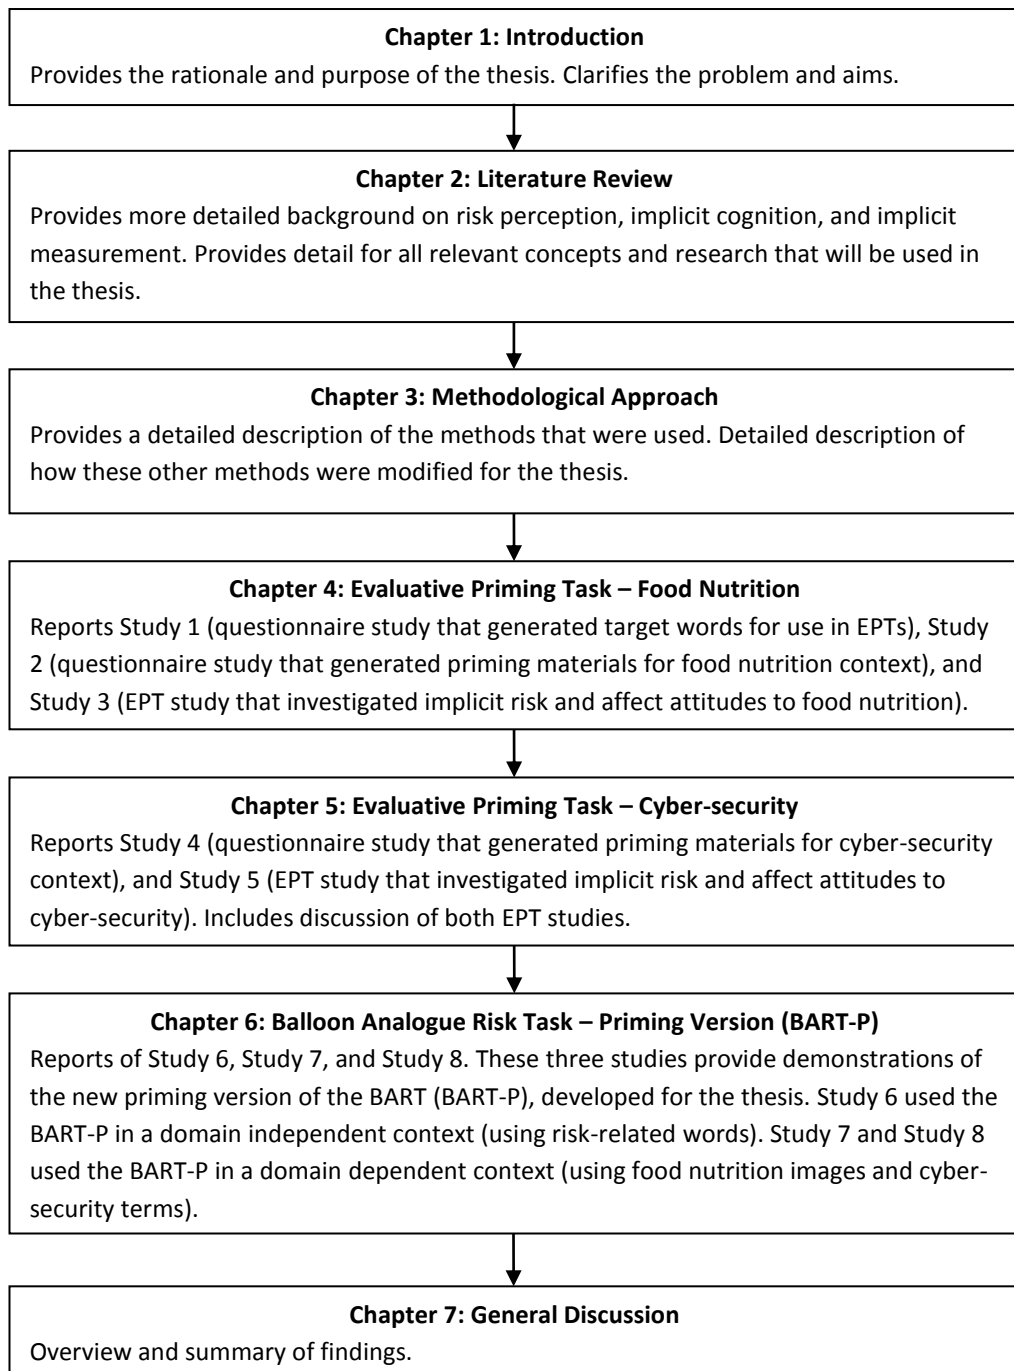 Chapter 1: Introduction
Provides the rationale and purpose of the thesis. Clarifies the problem and aims.
Chapter 2: Literature Review
Provides more detailed background on risk perception, implicit cognition, and implicit
measurement. Provides detail for all relevant concepts and research that will be used in
the thesis.
Chapter 3: Methodological Approach
Provides a detailed description of the methods that were used. Detailed description of
how these other methods were modified for the thesis.
Chapter 4: Evaluative Priming Task – Food Nutrition
Reports Study 1 (questionnaire study that generated target words for use in EPTs), Study
2 (questionnaire study that generated priming materials for food nutrition context), and
Study 3 (EPT study that investigated implicit risk and affect attitudes to food nutrition).
Chapter 5: Evaluative Priming Task – Cyber-security
Reports Study 4 (questionnaire study that generated priming materials for cyber-security
context), and Study 5 (EPT study that investigated implicit risk and affect attitudes to
cyber-security). Includes discussion of both EPT studies.
Chapter 6: Balloon Analogue Risk Task – Priming Version (BART-P)
Reports of Study 6, Study 7, and Study 8. These three studies provide demonstrations of
the new priming version of the BART (BART-P), developed for the thesis. Study 6 used the
BART-P in a domain independent context (using risk-related words). Study 7 and Study 8
used the BART-P in a domain dependent context (using food nutrition images and cyber-
security terms).
Chapter 7: General Discussion
Overview and summary of findings.